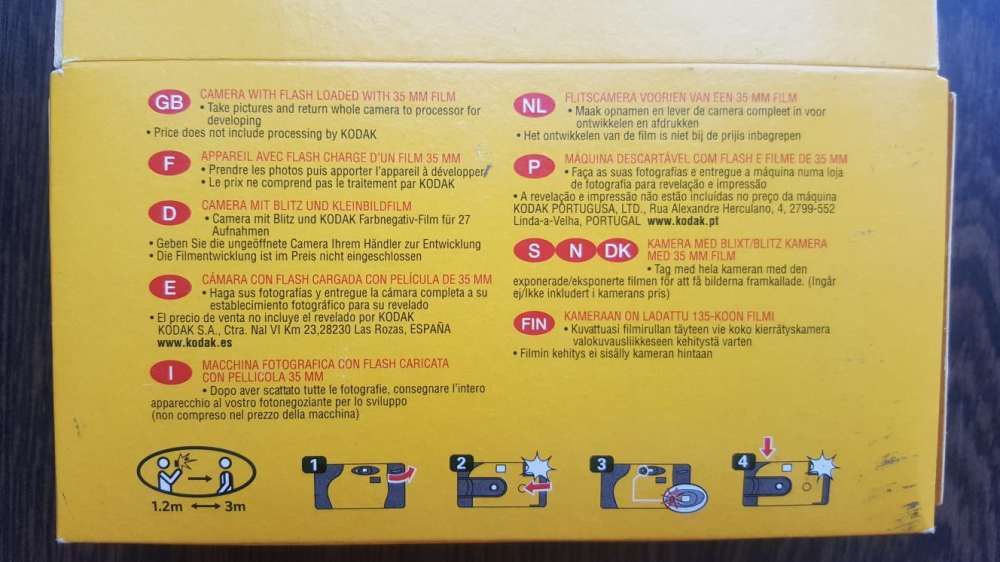 GB
CAMERA WITH FLASH LOADED WITH 35 MM FILM
• Take pictures and return whole camera to processor for
developing
• Price does not include processing by KODAK
F
APPAREIL AVEC FLASH CHARGE D'UN FILM 35 MM
• Prendre les photos puis apporter l'appareil à développer
• Le prix ne comprend pas le traitement par KODAK
D
CAMERA MIT BLITZ UND KLEINBILDFILM
• Camera mit Blitz und KODAK Farbnegativ-Film für 27
Aufnahmen
• Geben Sie die ungeöffnete Camera Ihrem Händler zur Entwicklung
• Die Filmentwicklung ist im Preis nicht eingeschlossen
E
CÁMARA CON FLASH CARGADA CON PELÍCULA DE 35 MM
• Haga sus fotografías y entregue la cámara completa a su
establecimiento fotográfico para su revelado
• El precio de venta no incluye el revelado por KODAK
KODAK S.A., Ctra. Nal VI Km 23,28230 Las Rozas, ESPAÑA
www.kodak.es
I
MACCHINA FOTOGRAFICA CON FLASH CARICATA
CON PELLICOLA 35 MM
• Dopo aver scattato tutte le fotografie, consegnare l'intero
apparecchio al vostro fotonegoziante per lo sviluppo
(non compreso nel prezzo della macchina)
NL
FLITSCAMERA VOORIEN VAN EEN 35 MM FILM
• Maak opnamen en lever de camera compleet in voor
ontwikkelen en afdrukken
• Het ontwikkelen van de film is niet bij de prijis inbegrepen
P
MÁQUINA DESCARTÁVEL COM FLASH E FILME DE 35 MM
• Faça as suas fotografias e entregue a máquina numa loja
de fotografia para revelação e impressão
• A revelação e impressão não estão incluídas no preço da máquina
KODAK PORTUGUSA, LTD., Rua Alexandre Herculano, 4, 2799-552
Linda-a-Velha, PORTUGAL www.kodak.pt
S N DK
KAMERA MED BLIXT/BLITZ KAMERA
MED 35 MM FILM
• Tag med hela kameran med den
exponerade/eksponerte filmen för att få bilderna framkallade. (Ingår
ej/Ikke inkludert i kamerans pris)
FIN
KAMERAAN ON LADATTU 135-KOON FILMI
• Kuvattuasi filmirullan täyteen vie koko kierrätyskamera
valokuvausliikkeseen kehitystä varten
• Filmin kehitys ei sisälly kameran hintaan
1.2m 3m
1
2
3
4